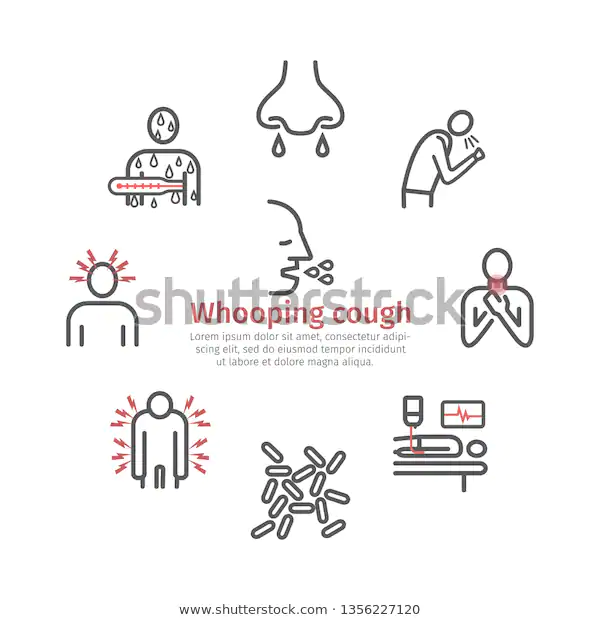 shutterstock
Whooping cough
Lorem ipsum dolor sit amet, consectetur adipi-
scing elit, sed do eiusmod tempor incididunt
ut labore et dolore magna aliqua.
www.shutterstock.com · 1356227120